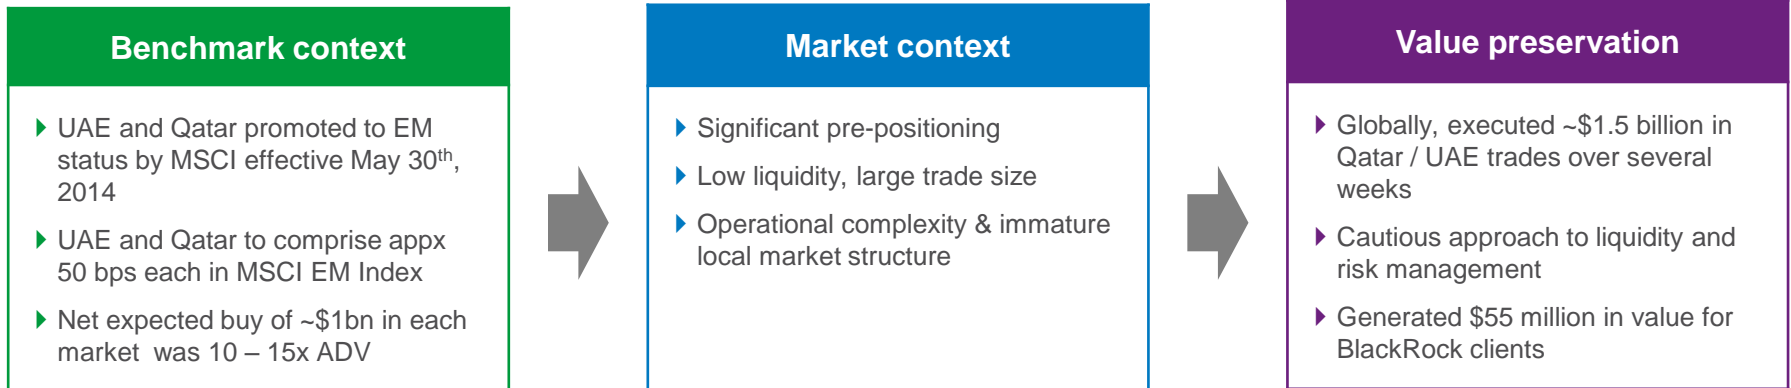 Benchmark context
UAE and Qatar promoted to EM
status by MSCI effective May 30th,
2014
UAE and Qatar to comprise appx
50 bps each in MSCI EM Index
Net expected buy of ~$1bn in each
market was 10 – 15x ADV
Market context
Significant pre-positioning
Low liquidity, large trade size
Operational complexity & immature
local market structure
Value preservation
Globally, executed ~$1.5 billion in
Qatar / UAE trades over several
weeks
Cautious approach to liquidity and
risk management
Generated $55 million in value for
BlackRock clients